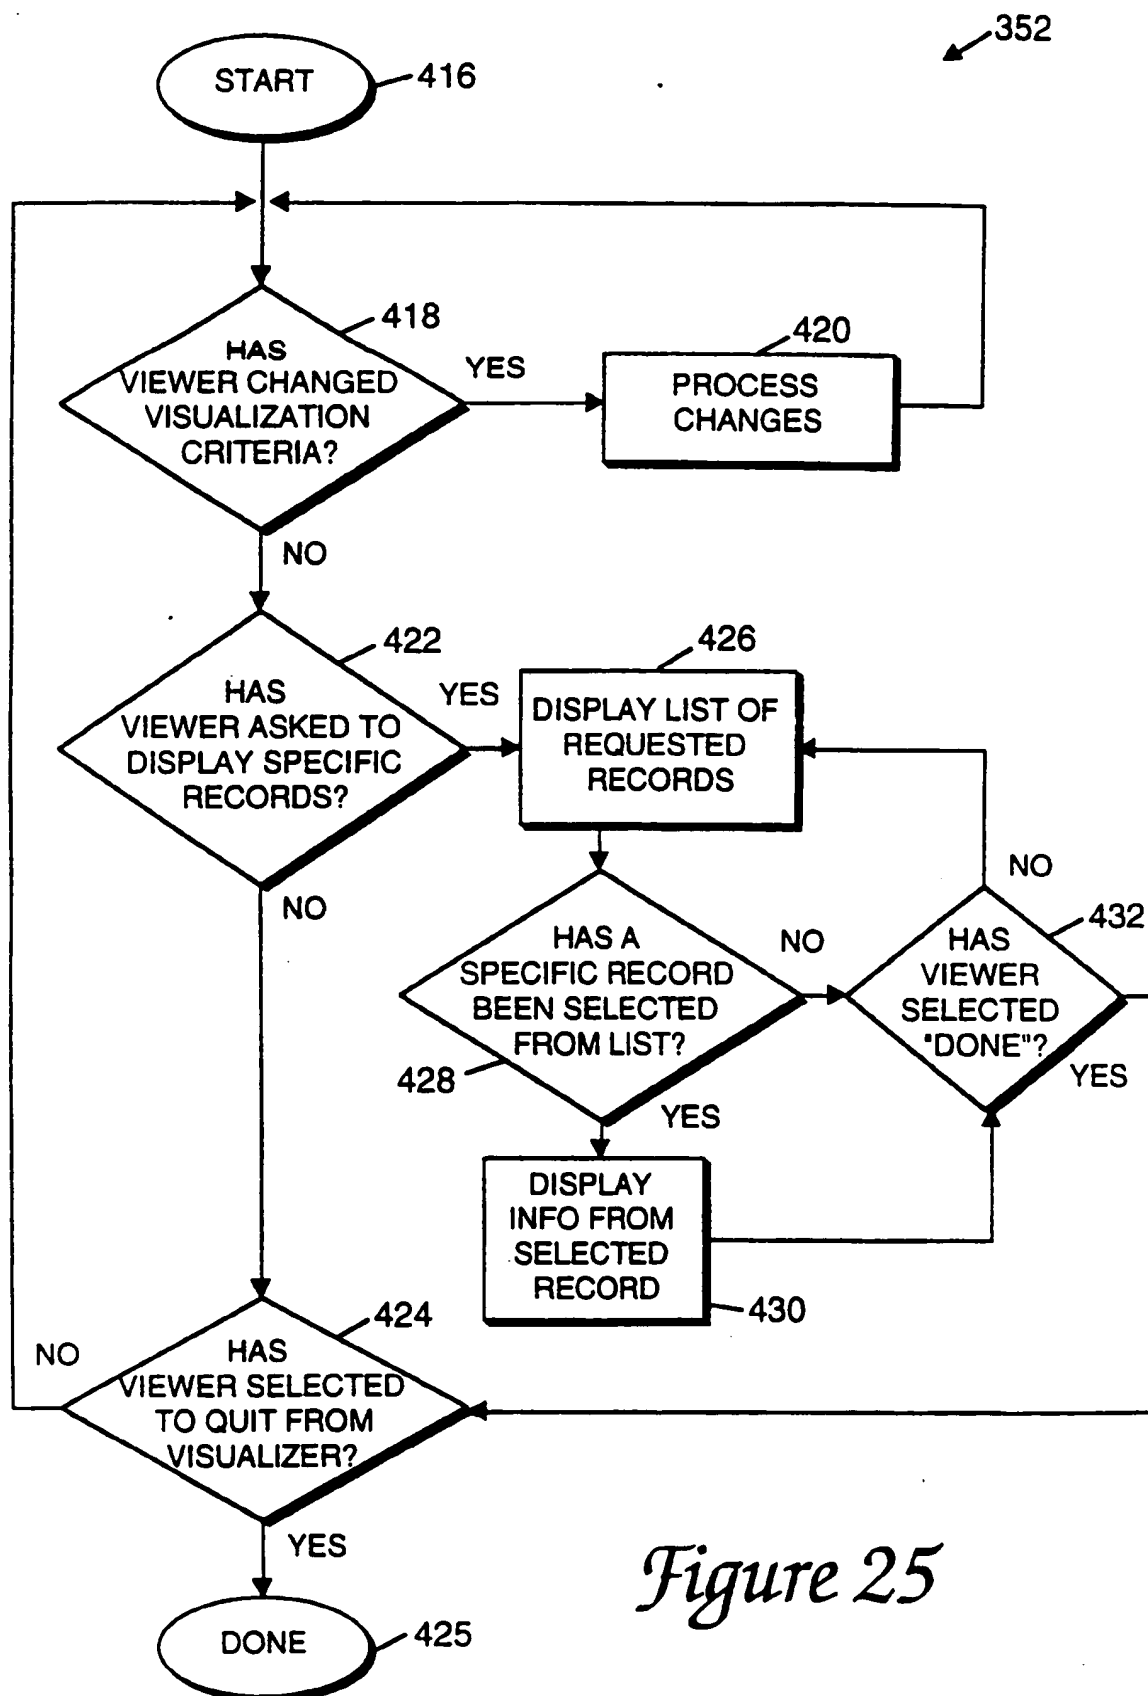 352
START
416
418
HAS
VIEWER CHANGED
VISUALIZATION
CRITERIA?
YES
420
PROCESS
CHANGES
NO
422
HAS
VIEWER ASKED TO
DISPLAY SPECIFIC
RECORDS?
YES
426
DISPLAY LIST OF
REQUESTED
RECORDS
NO
NO
432
HAS
VIEWER
SELECTED
"DONE"?
YES
HAS A
SPECIFIC RECORD
BEEN SELECTED
FROM LIST?
NO
428
YES
DISPLAY
INFO FROM
SELECTED
RECORD
430
424
HAS
VIEWER SELECTED
TO QUIT FROM
VISUALIZER?
NO
YES
DONE
425
Figure 25